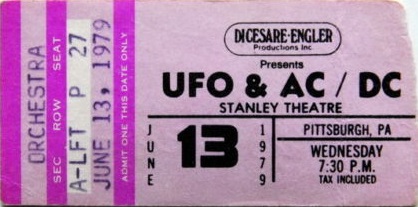 ORCHESTRA
SEC ROW SEAT
A-LFT P 27
JUNE 13, 1979
ADMIT ONE THIS DATE ONLY
DICESARE-ENGLER
Productions Inc.
Presents
UFO & AC / DC
STANLEY THEATRE
JUNE 13 1979
PITTSBURGH, PA
WEDNESDAY
7:30 P.M.
TAX INCLUDED